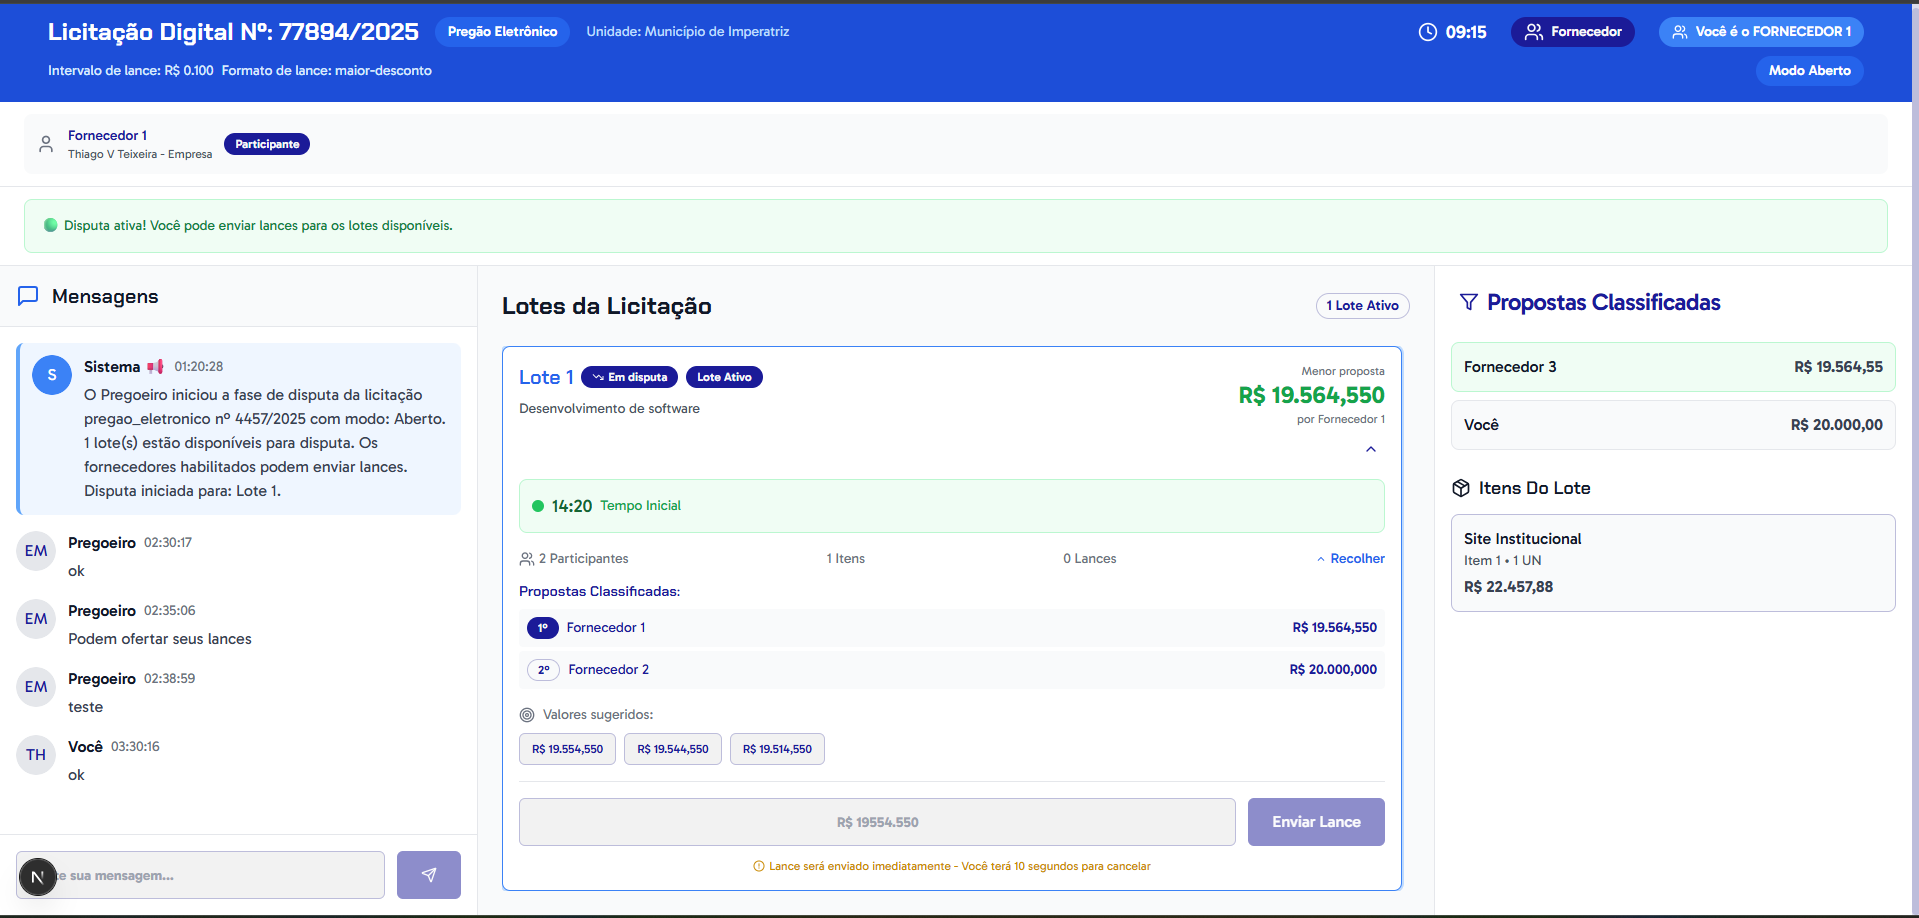 Licitação Digital Nº: 77894/2025
Pregão Eletrônico
Unidade: Município de Imperatriz
09:15
Fornecedor
Você é o FORNECEDOR 1
Intervalo de lance: R$ 0.100 Formato de lance: maior-desconto
Modo Aberto
Fornecedor 1
Thiago V Teixeira - Empresa
Participante
Disputa ativa! Você pode enviar lances para os lotes disponíveis.
Mensagens
S
Sistema 01:20:28
O Pregoeiro iniciou a fase de disputa da licitação
pregao_eletronico nº 4457/2025 com modo: Aberto.
1 lote(s) estão disponíveis para disputa. Os
fornecedores habilitados podem enviar lances.
Disputa iniciada para: Lote 1.
EM
Pregoeiro 02:30:17
ok
EM
Pregoeiro 02:35:06
Podem ofertar seus lances
EM
Pregoeiro 02:38:59
teste
TH
Você 03:30:16
ok
N
sua mensagem...
Lotes da Licitação
1 Lote Ativo
Lote 1
Em disputa
Lote Ativo
Desenvolvimento de software
Menor proposta
R$ 19.564,550
por Fornecedor 1
14:20 Tempo Inicial
2 Participantes
1 Itens
0 Lances
Recolher
Propostas Classificadas:
1º Fornecedor 1 R$ 19.564,550
2º Fornecedor 2 R$ 20.000,000
Valores sugeridos:
R$ 19.554,550
R$ 19.544,550
R$ 19.514,550
R$ 19554.550
Enviar Lance
Lance será enviado imediatamente - Você terá 10 segundos para cancelar
Propostas Classificadas
Fornecedor 3 R$ 19.564,55
Você R$ 20.000,00
Itens Do Lote
Site Institucional
Item 1 • 1 UN
R$ 22.457,88